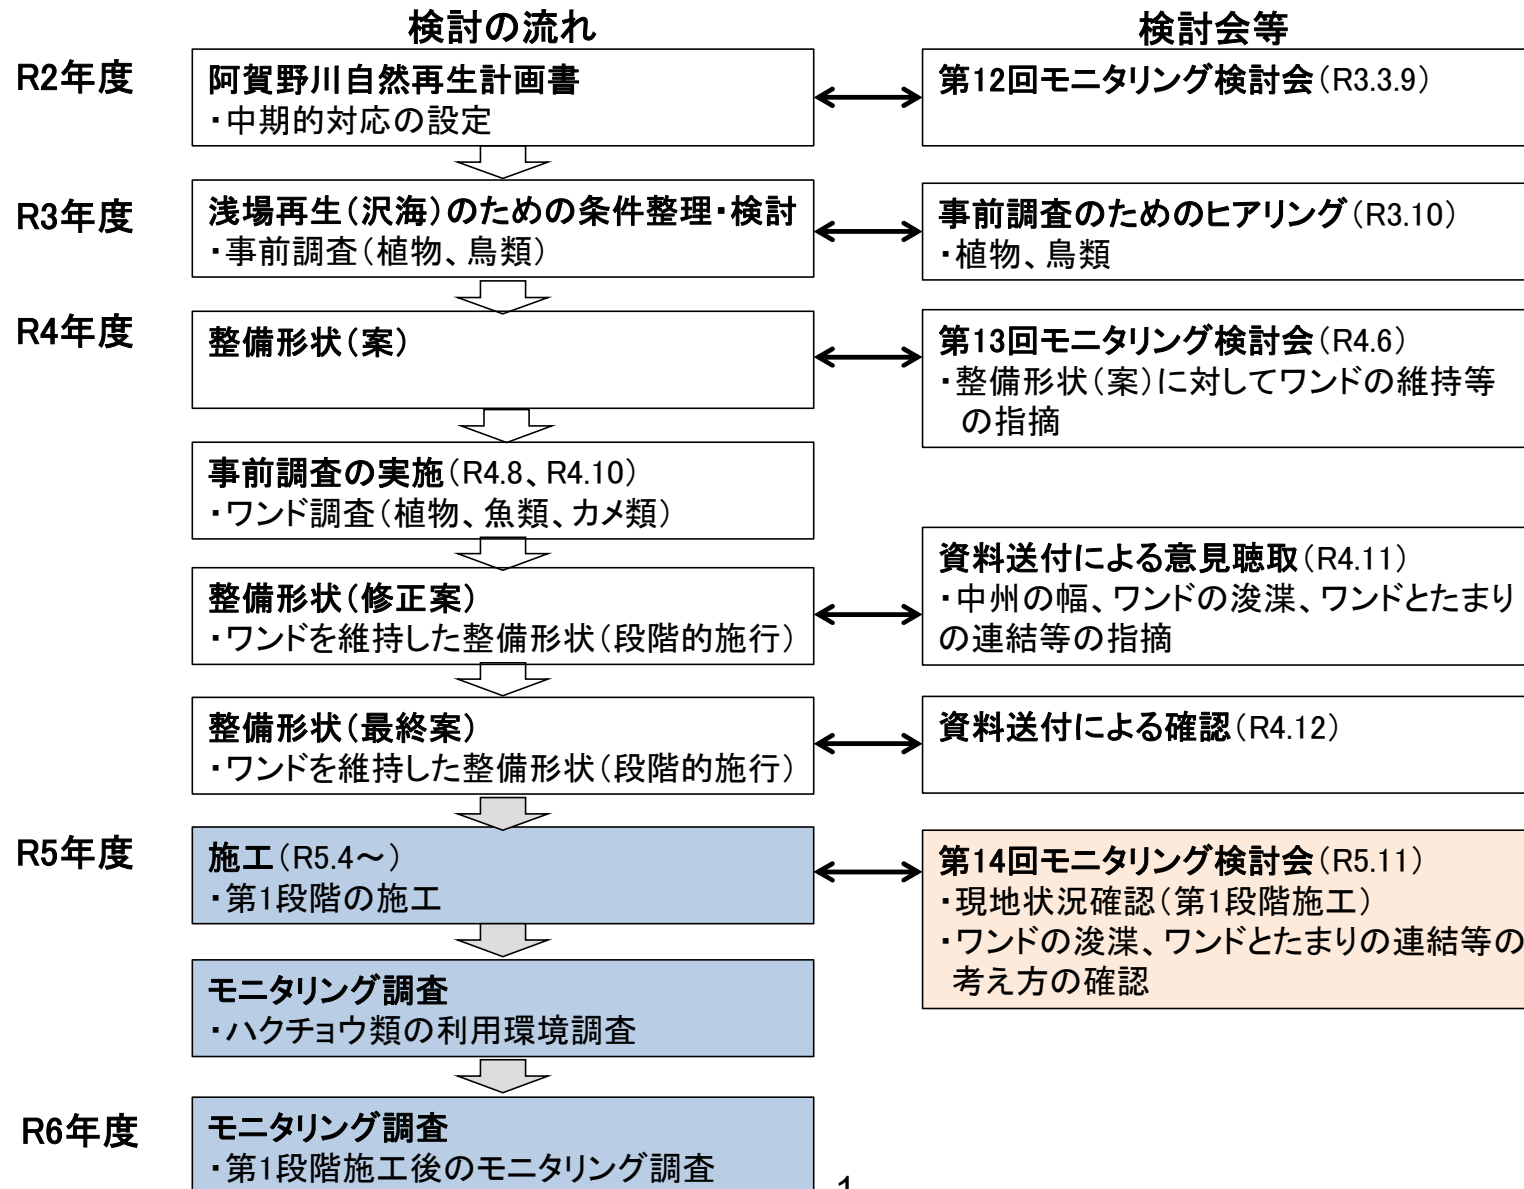 検討の流れ
検討会等
R2年度
阿賀野川自然再生計画書
・中期的対応の設定
第12回モニタリング検討会(R3.3.9)
R3年度
浅場再生(沢海)のための条件整理・検討
・事前調査(植物、鳥類)
事前調査のためのヒアリング(R3.10)
・植物、鳥類
R4年度
整備形状(案)
第13回モニタリング検討会(R4.6)
・整備形状(案)に対してワンドの維持等
の指摘
事前調査の実施(R4.8、R4.10)
・ワンド調査(植物、魚類、カメ類)
資料送付による意見聴取(R4.11)
・中州の幅、ワンドの浚渫、ワンドとたまり
の連結等の指摘
整備形状(修正案)
・ワンドを維持した整備形状(段階的施行)
整備形状(最終案)
・ワンドを維持した整備形状(段階的施行)
資料送付による確認(R4.12)
R5年度
施工(R5.4～)
・第1段階の施工
第14回モニタリング検討会(R5.11)
・現地状況確認(第1段階施工)
・ワンドの浚渫、ワンドとたまりの連結等の
考え方の確認
モニタリング調査
・ハクチョウ類の利用環境調査
R6年度
モニタリング調査
・第1段階施工後のモニタリング調査
1